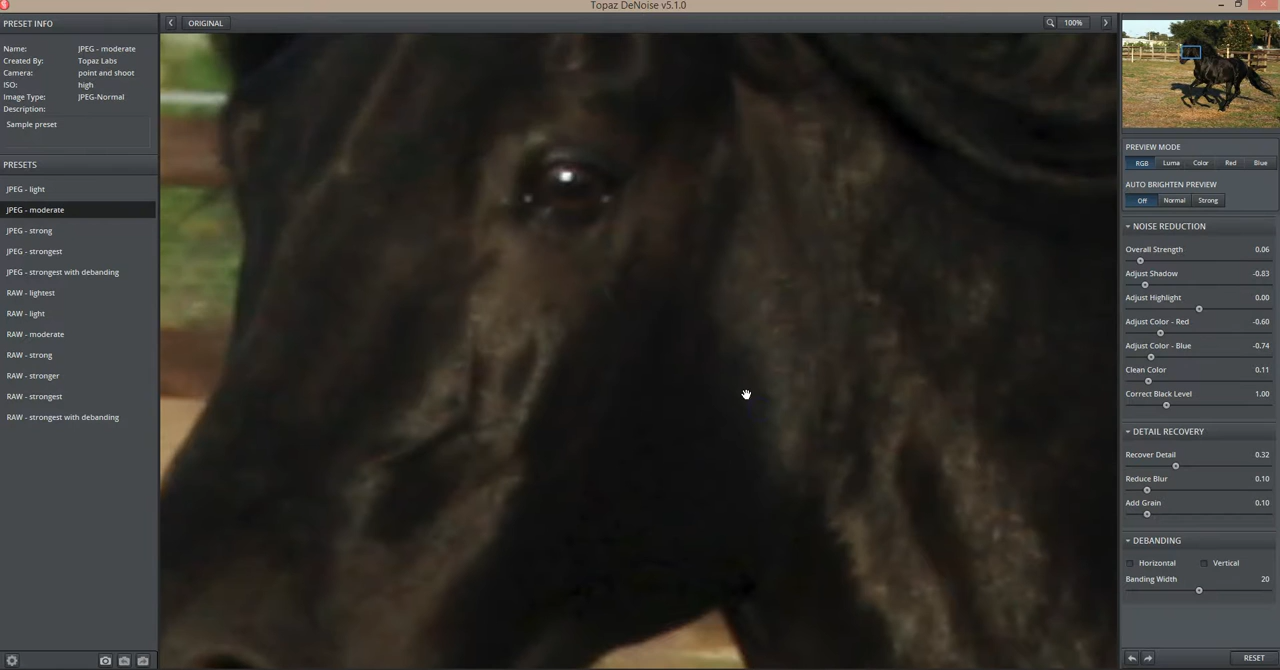 Topaz DeNoise v5.1.0
PRESET INFO
Name: JPEG - moderate
Created By: Topaz Labs
Camera: point and shoot
ISO: high
Image Type: JPEG-Normal
Description:
Sample preset
PRESETS
JPEG - light
JPEG - moderate
JPEG - strong
JPEG - strongest
JPEG - strongest with debanding
RAW - lightest
RAW - light
RAW - moderate
RAW - strong
RAW - stronger
RAW - strongest
RAW - strongest with debanding
ORIGINAL
100%
PREVIEW MODE
RGB Luma Color Red Blue
AUTO BRIGHTEN PREVIEW
Off Normal Strong
NOISE REDUCTION
Overall Strength 0.06
Adjust Shadow -0.83
Adjust Highlight 0.00
Adjust Color - Red -0.60
Adjust Color - Blue -0.74
Clean Color 0.11
Correct Black Level 1.00
DETAIL RECOVERY
Recover Detail 0.32
Reduce Blur 0.10
Add Grain 0.10
DEBANDING
Horizontal Vertical
Banding Width 20
RESET